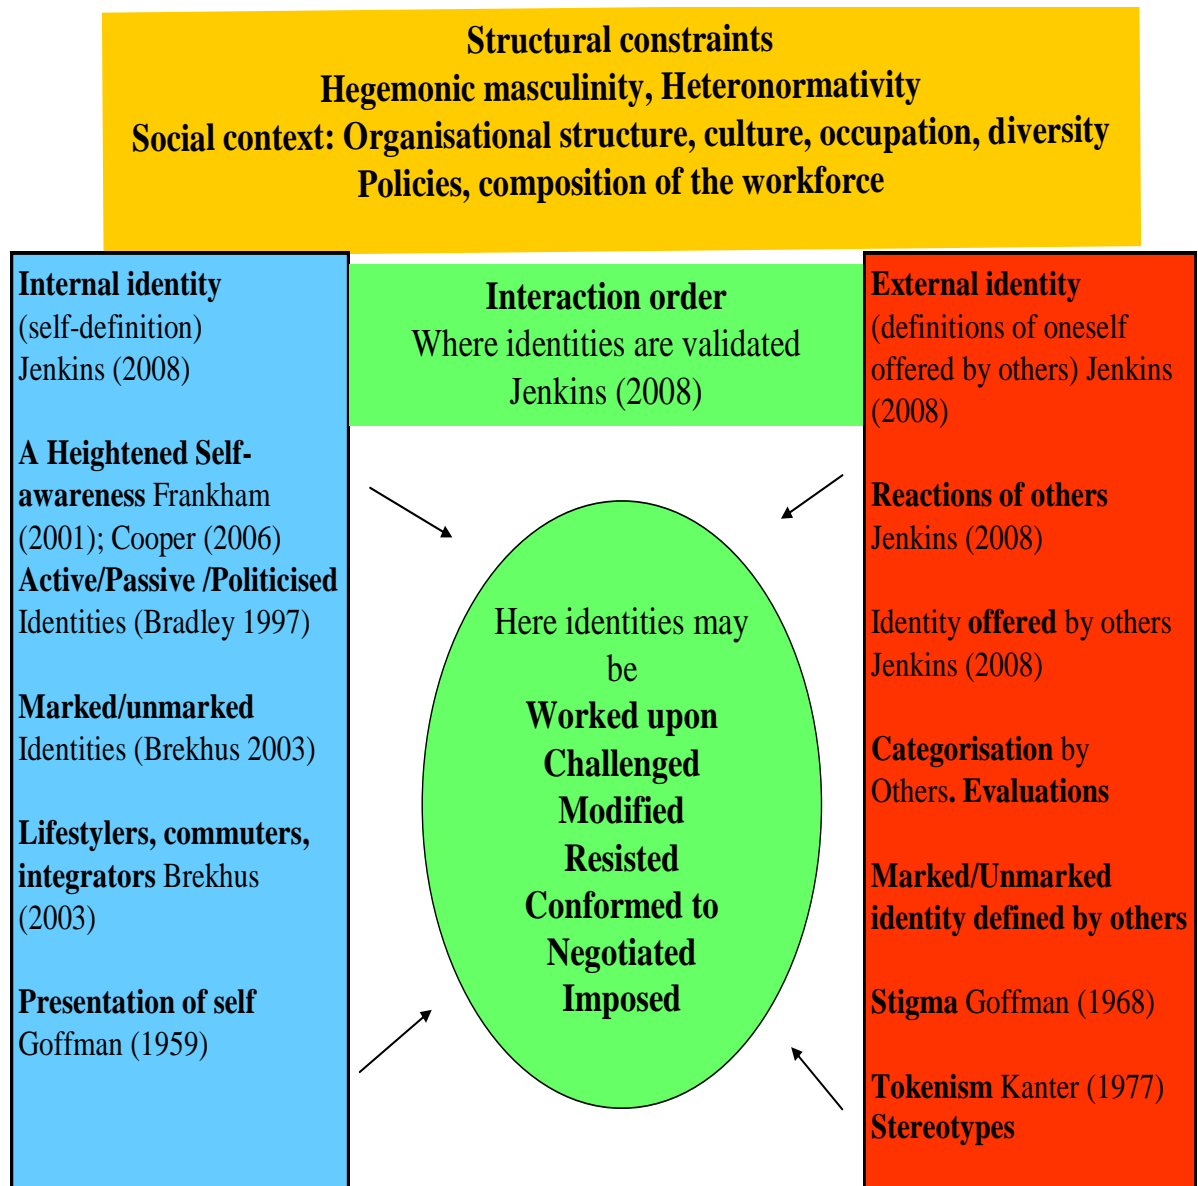 Structural constraints
Hegemonic masculinity, Heteronormativity
Social context: Organisational structure, culture, occupation, diversity
Policies, composition of the workforce
Internal identity
(self-definition)
Jenkins (2008)
A Heightened Self-
awareness Frankham
(2001); Cooper (2006)
Active/Passive /Politicised
Identities (Bradley 1997)
Marked/unmarked
Identities (Brekhus 2003)
Lifestylers, commuters,
integrators Brekhus
(2003)
Presentation of self
Goffman (1959)
Interaction order
Where identities are validated
Jenkins (2008)
Here identities may
be
Worked upon
Challenged
Modified
Resisted
Conformed to
Negotiated
Imposed
External identity
(definitions of oneself
offered by others) Jenkins
(2008)
Reactions of others
Jenkins (2008)
Identity offered by others
Jenkins (2008)
Categorisation by
Others. Evaluations
Marked/Unmarked
identity defined by others
Stigma Goffman (1968)
Tokenism Kanter (1977)
Stereotypes